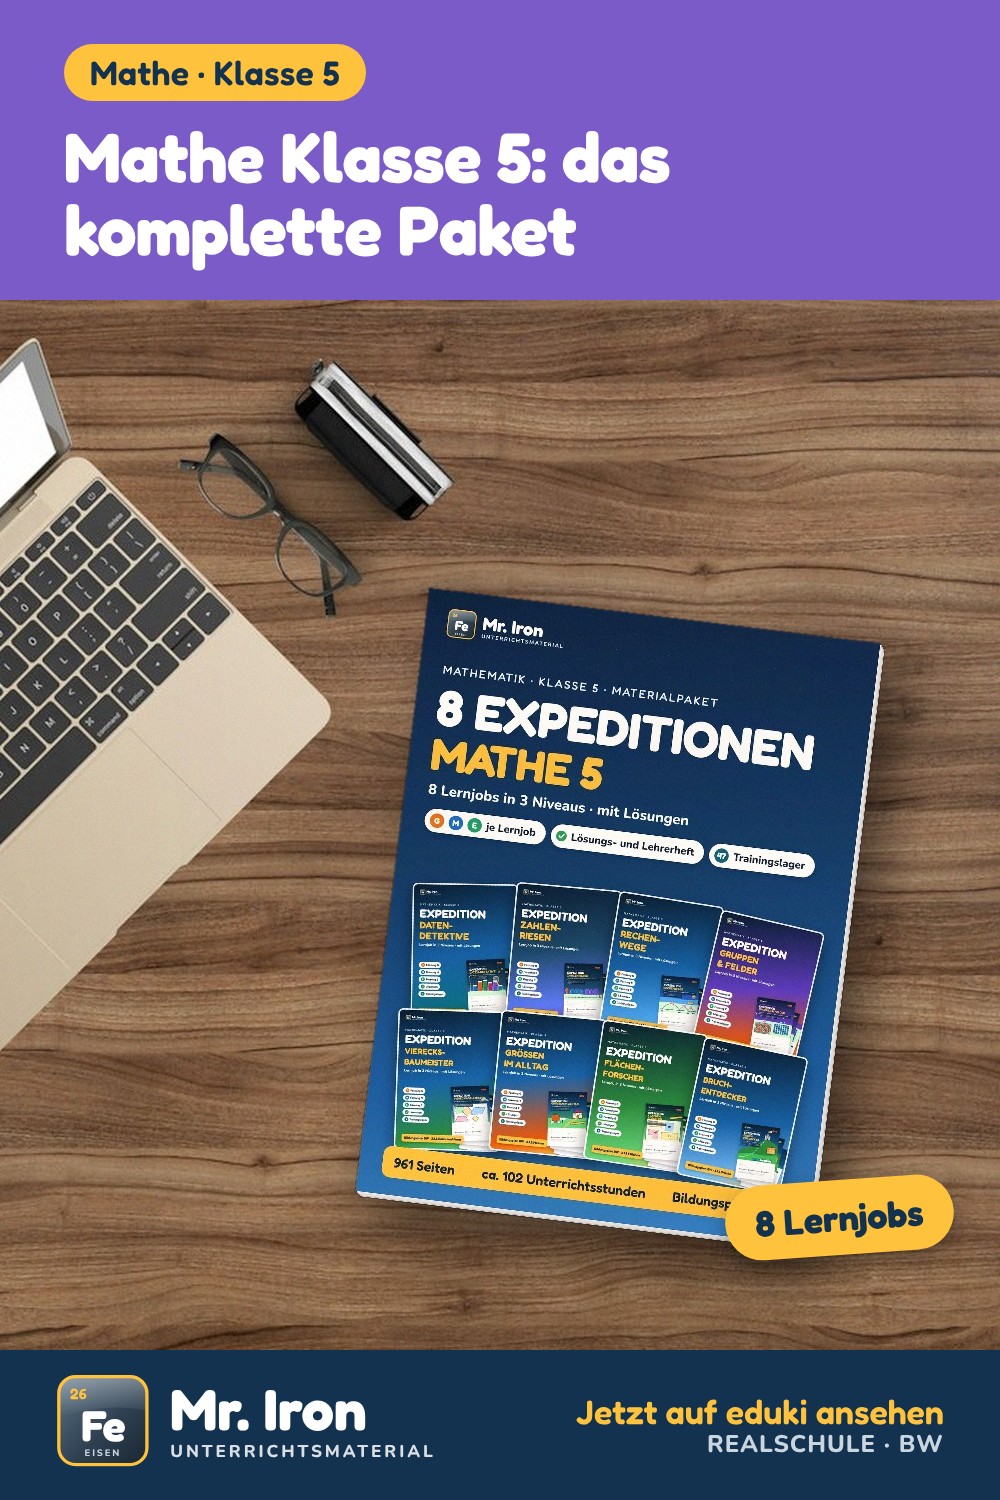 Mathe · Klasse 5
Mathe Klasse 5: das
komplette Paket
Fe
Mr. Iron
UNTERRICHTSMATERIAL
MATHEMATIK · KLASSE 5 · MATERIALPAKET
8 EXPEDITIONEN
MATHE 5
8 Lernjobs in 3 Niveaus · mit Lösungen
G M E je Lernjob
Lösungs- und Lehrerheft
Trainingslager
EXPEDITION
DATEN-
DETEKTIVE
EXPEDITION
ZAHLEN-
RIESEN
EXPEDITION
RECHEN-
WEGE
EXPEDITION
GRUPPEN
& FELDER
EXPEDITION
VIERECKS-
BAUMEISTER
EXPEDITION
GRÖSSEN
IM ALLTAG
EXPEDITION
FLÄCHEN-
FORSCHER
EXPEDITION
BRUCH-
ENTDECKER
961 Seiten
ca. 102 Unterrichtsstunden
8 Lernjobs
26
Fe
EISEN
Mr. Iron
UNTERRICHTSMATERIAL
Jetzt auf eduki ansehen
REALSCHULE · BW